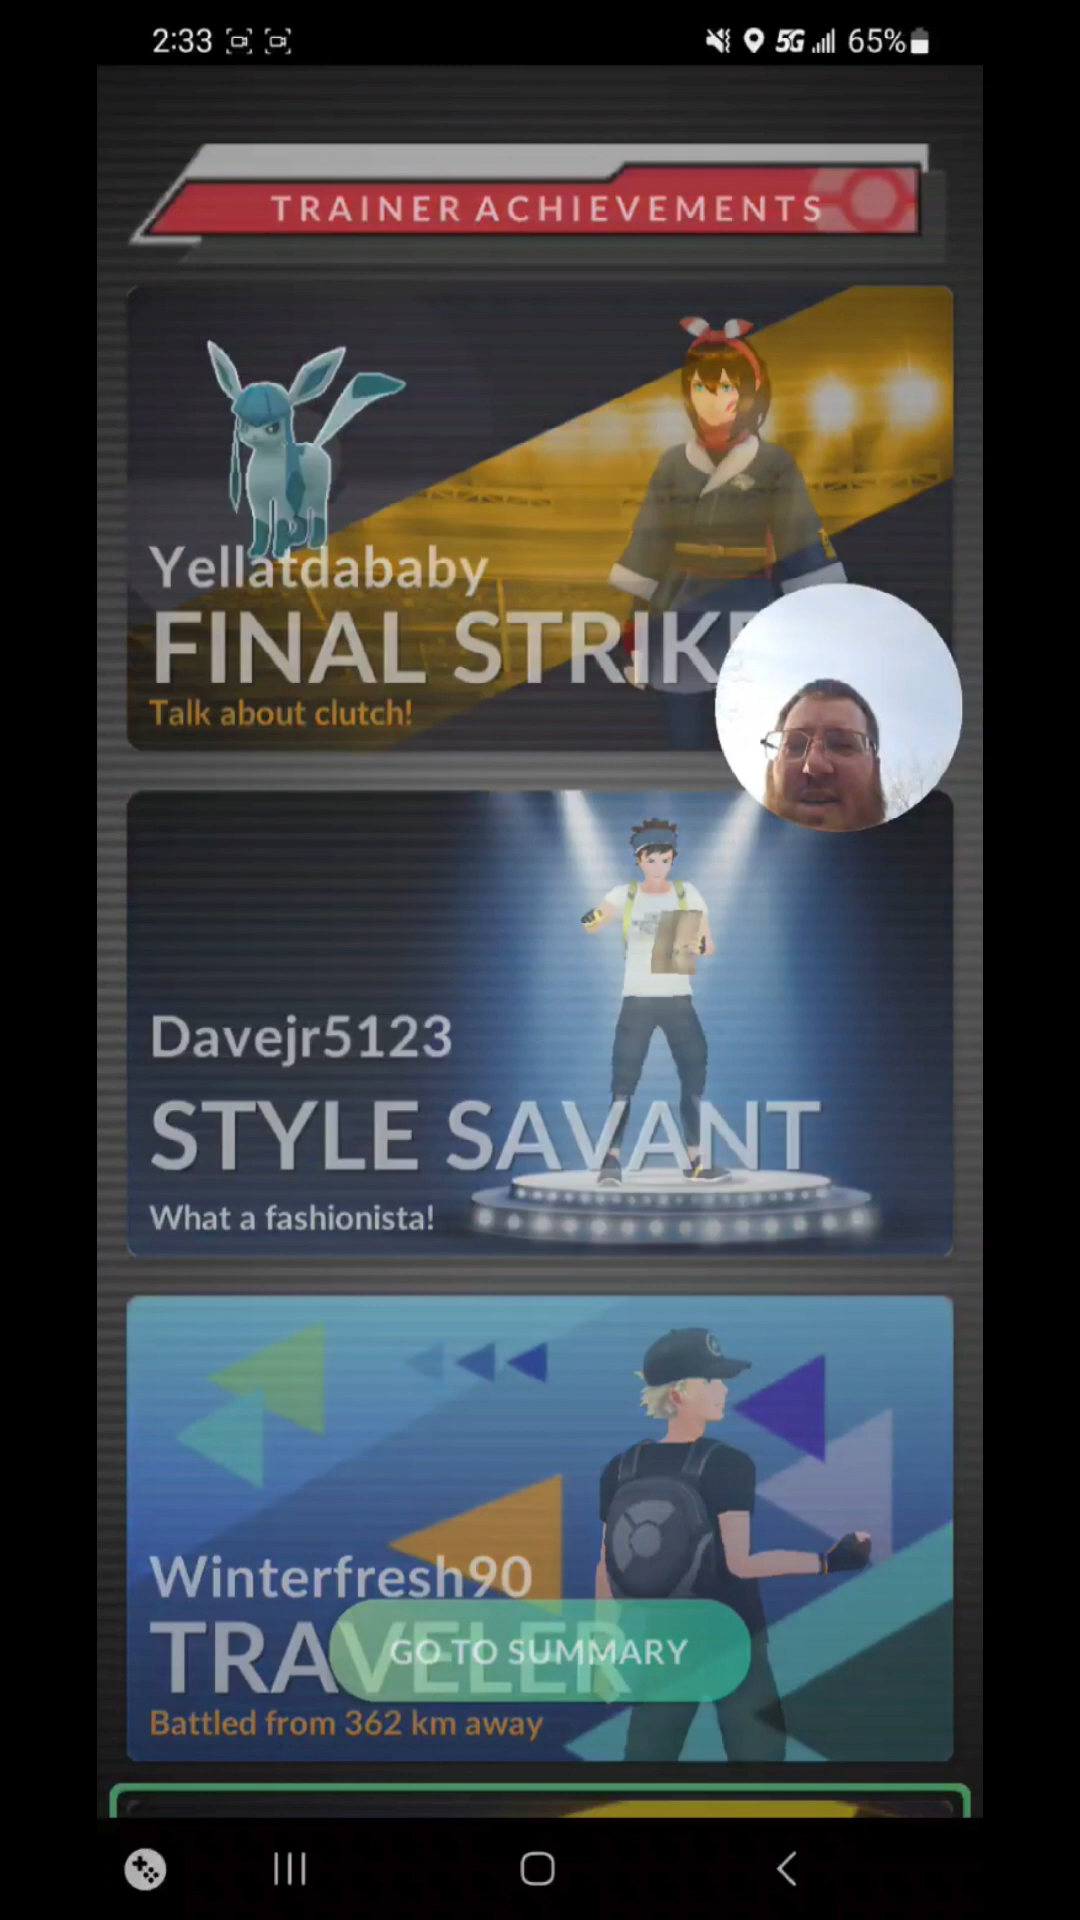 2:33 5G 65%
TRAINER ACHIEVEMENTS
Yellatdababy
FINAL STRIKE
Talk about clutch!
Davejr5123
STYLE SAVANT
What a fashionista!
Winterfresh90
TRAVELER
GO TO SUMMARY
Battled from 362 km away